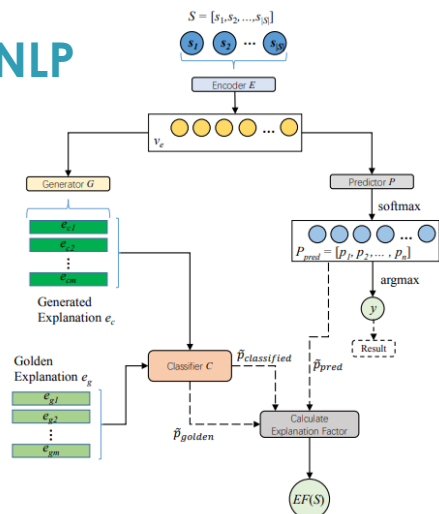 NLP
S = [s1,s2, ...,s|S|]
s1 s2 ... s|S|
Encoder E
ve
...
Generator G
Predictor P
softmax
ec1
ec2
⋮
ecm
...
Ppred = [p1, p2, ... , pn]
argmax
Generated
Explanation ec
y
Result
Golden
Explanation eg
Classifier C
p̃classified
p̃pred
eg1
eg2
⋮
egm
p̃golden
Calculate
Explanation Factor
EF(S)